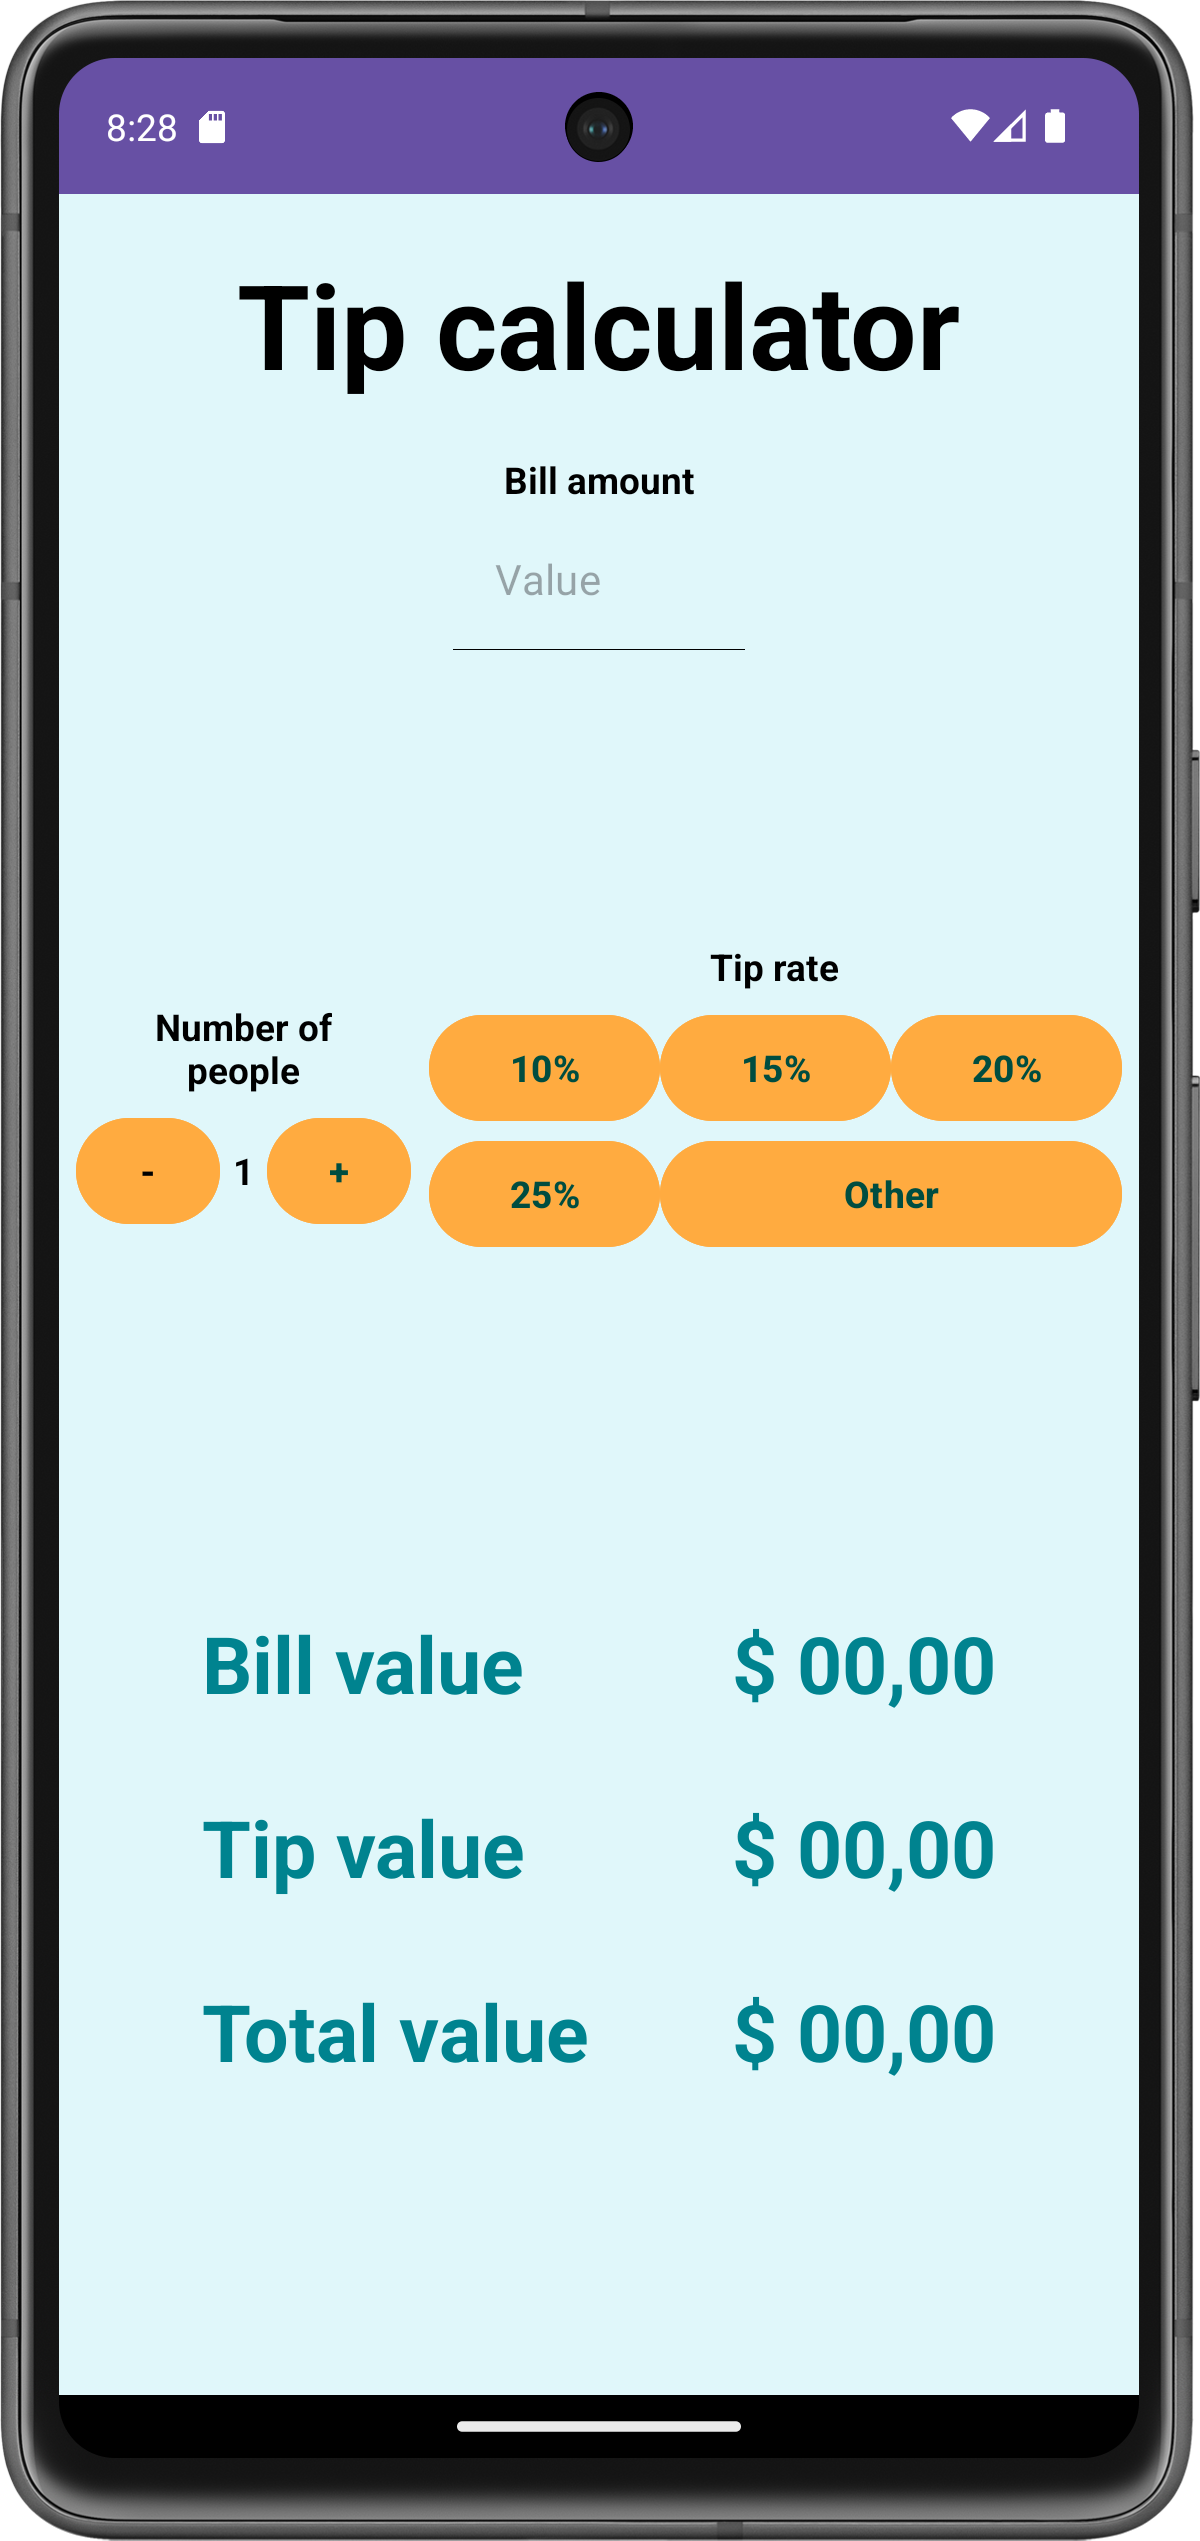 8:28
Tip calculator
Bill amount
Value
Number of
people
- 1 +
Tip rate
10% 15% 20%
25% Other
Bill value $ 00,00
Tip value $ 00,00
Total value $ 00,00